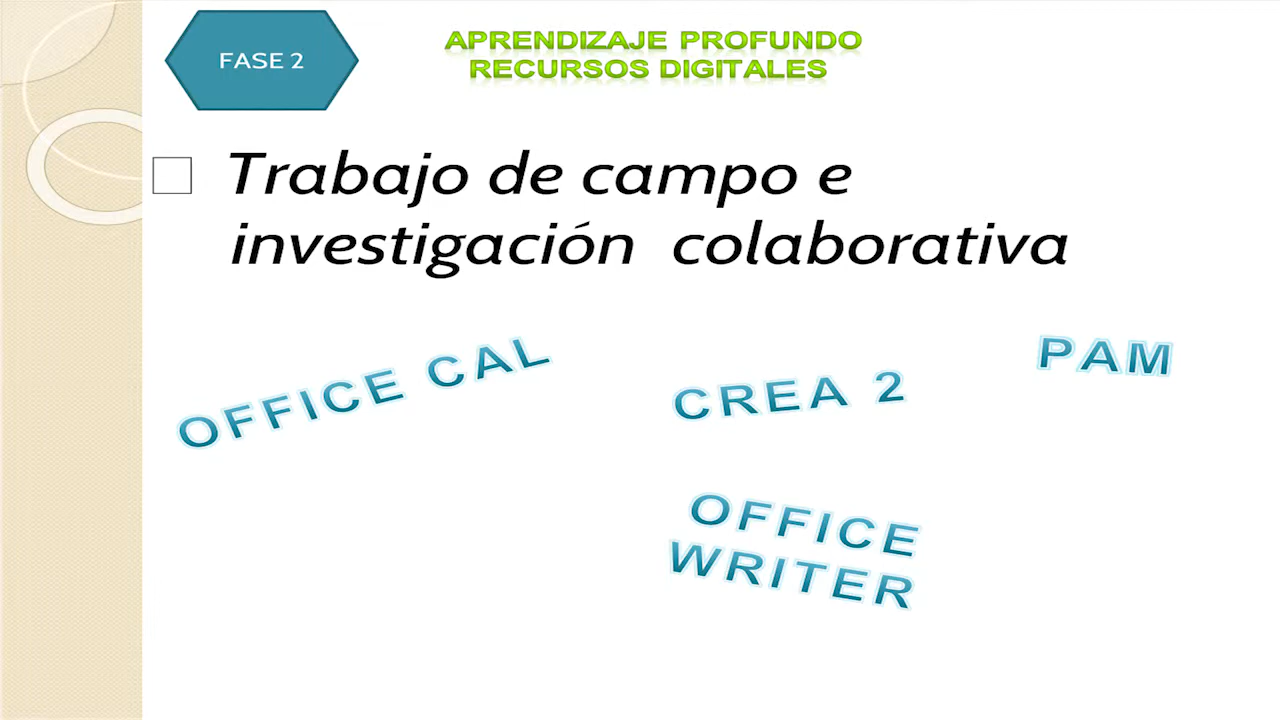 FASE 2
APRENDIZAJE PROFUNDO
RECURSOS DIGITALES
Trabajo de campo e
investigación colaborativa
OFFICE CAL
CREA 2
PAM
OFFICE
WRITER